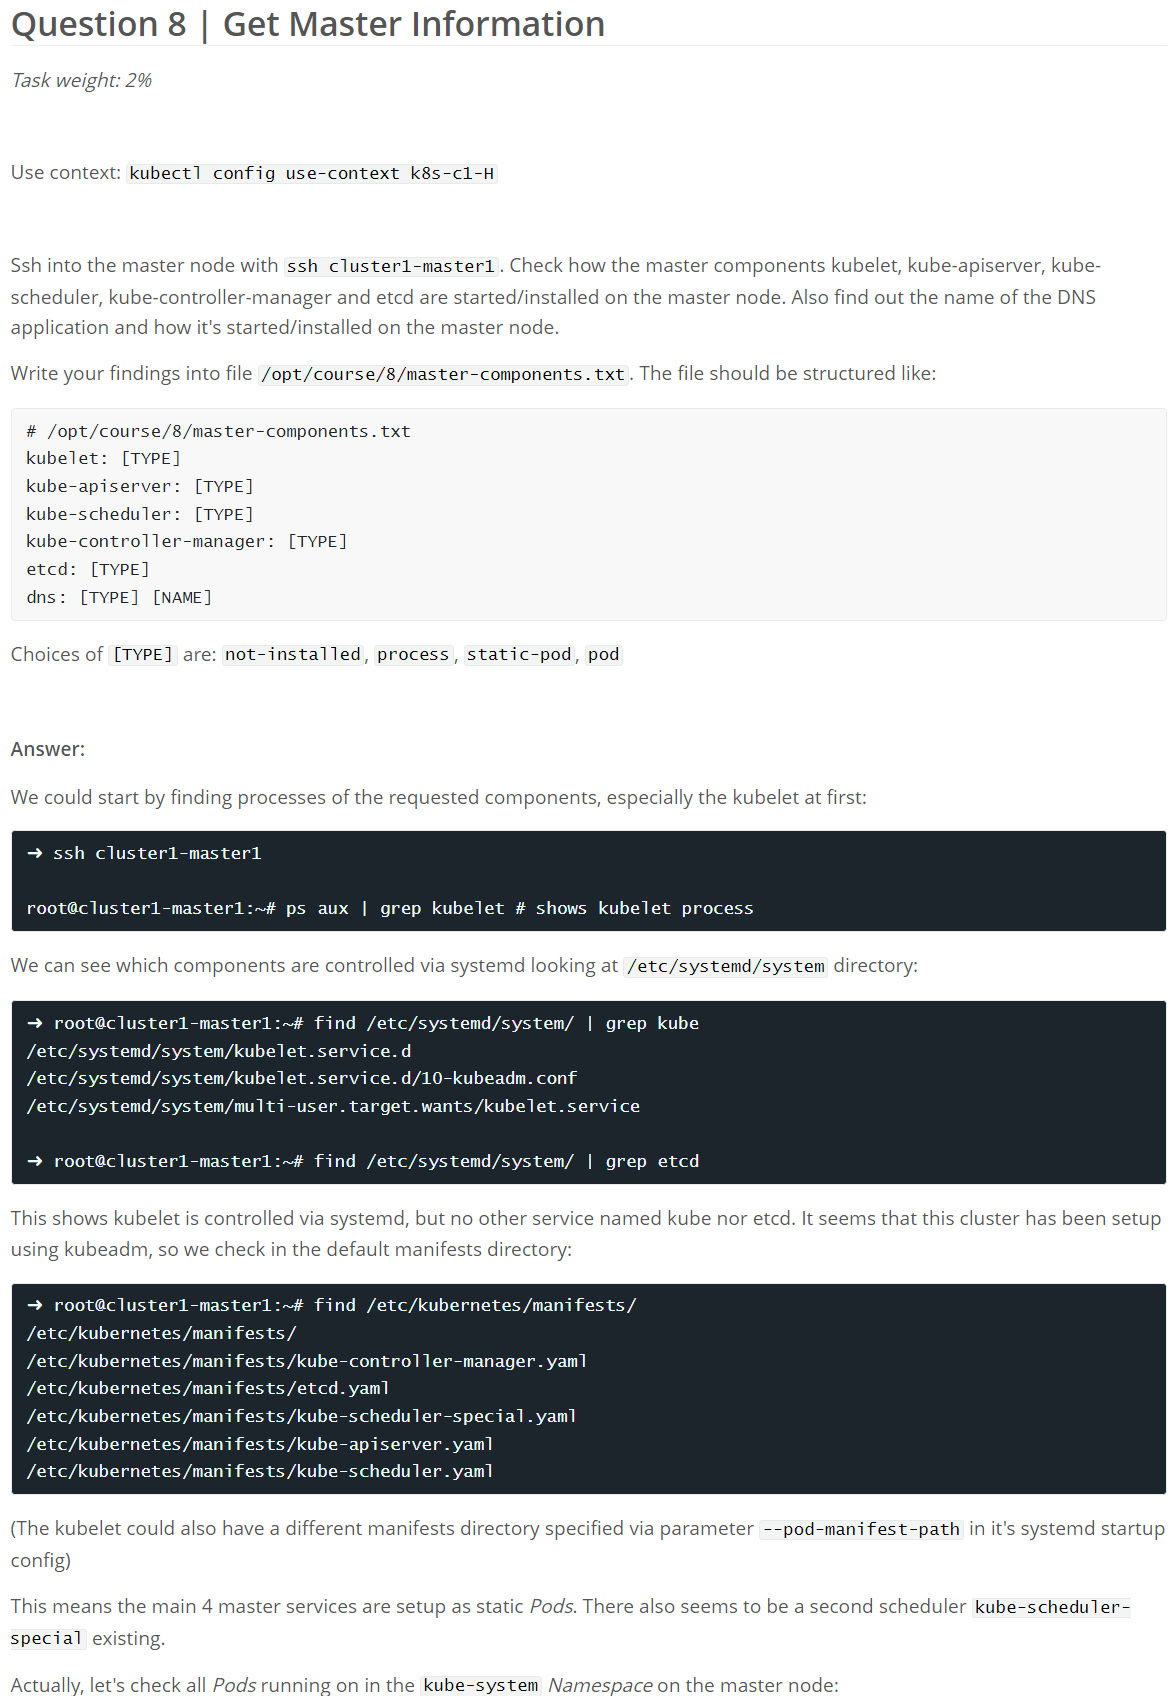 Question 8 | Get Master Information
Task weight: 2%
Use context: kubectl config use-context k8s-c1-H
Ssh into the master node with ssh cluster1-master1. Check how the master components kubelet, kube-apiserver, kube-
scheduler, kube-controller-manager and etcd are started/installed on the master node. Also find out the name of the DNS
application and how it's started/installed on the master node.
Write your findings into file /opt/course/8/master-components.txt. The file should be structured like:
# /opt/course/8/master-components.txt
kubelet: [TYPE]
kube-apiserver: [TYPE]
kube-scheduler: [TYPE]
kube-controller-manager: [TYPE]
etcd: [TYPE]
dns: [TYPE] [NAME]
Choices of [TYPE] are: not-installed, process, static-pod, pod
Answer:
We could start by finding processes of the requested components, especially the kubelet at first:
➜ ssh cluster1-master1
root@cluster1-master1:~# ps aux | grep kubelet # shows kubelet process
We can see which components are controlled via systemd looking at /etc/systemd/system directory:
➜ root@cluster1-master1:~# find /etc/systemd/system/ | grep kube
/etc/systemd/system/kubelet.service.d
/etc/systemd/system/kubelet.service.d/10-kubeadm.conf
/etc/systemd/system/multi-user.target.wants/kubelet.service
➜ root@cluster1-master1:~# find /etc/systemd/system/ | grep etcd
This shows kubelet is controlled via systemd, but no other service named kube nor etcd. It seems that this cluster has been setup
using kubeadm, so we check in the default manifests directory:
➜ root@cluster1-master1:~# find /etc/kubernetes/manifests/
/etc/kubernetes/manifests/
/etc/kubernetes/manifests/kube-controller-manager.yaml
/etc/kubernetes/manifests/etcd.yaml
/etc/kubernetes/manifests/kube-scheduler-special.yaml
/etc/kubernetes/manifests/kube-apiserver.yaml
/etc/kubernetes/manifests/kube-scheduler.yaml
(The kubelet could also have a different manifests directory specified via parameter --pod-manifest-path in it's systemd startup
config)
This means the main 4 master services are setup as static Pods. There also seems to be a second scheduler kube-scheduler-
special existing.
Actually, let's check all Pods running on in the kube-system Namespace on the master node: